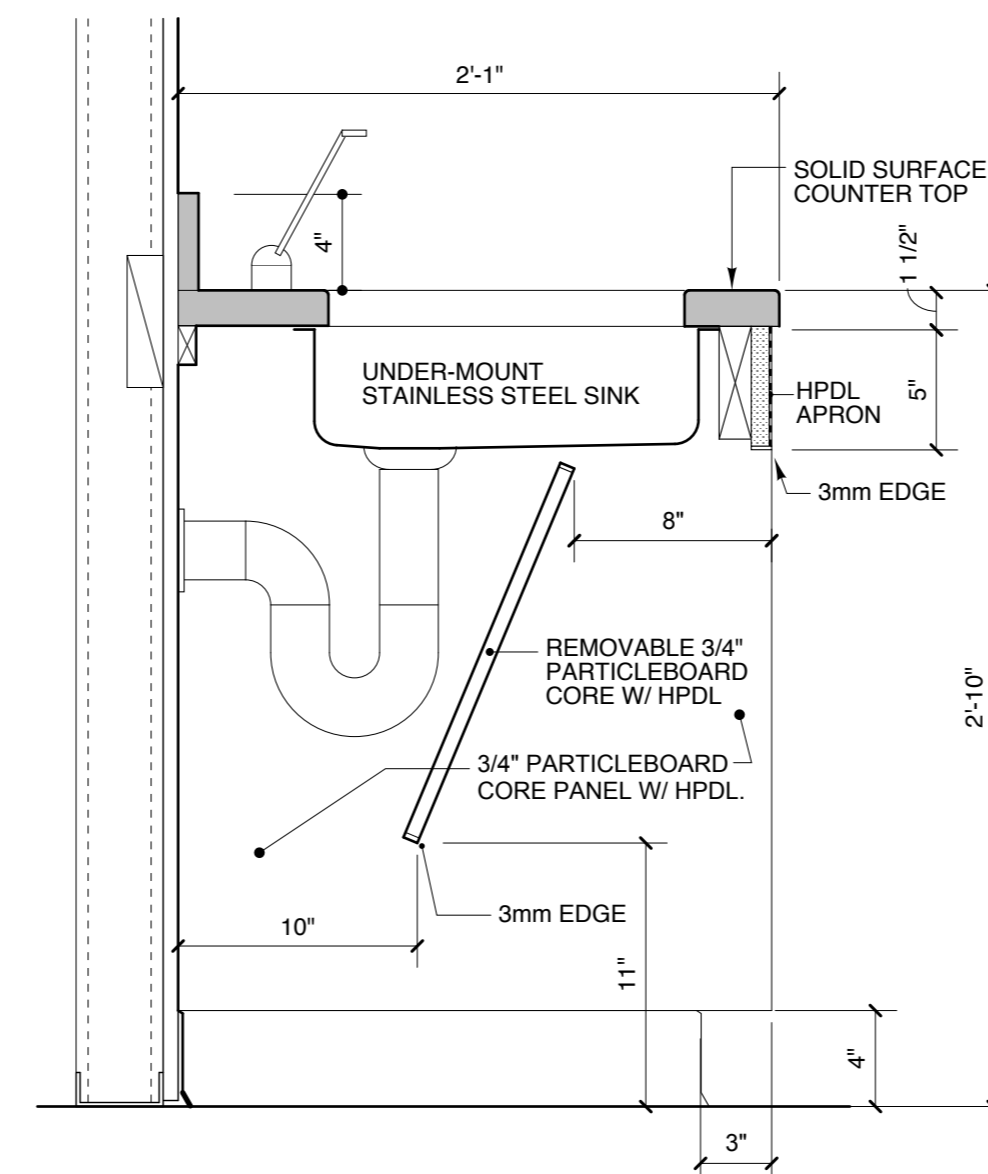 2'-1"
SOLID SURFACE
COUNTER TOP
4"
1 1/2"
UNDER-MOUNT
STAINLESS STEEL SINK
HPDL
APRON
5"
3mm EDGE
8"
REMOVABLE 3/4"
PARTICLEBOARD
CORE W/ HPDL
2'-10"
3/4" PARTICLEBOARD
CORE PANEL W/ HPDL.
3mm EDGE
10"
11"
4"
3"